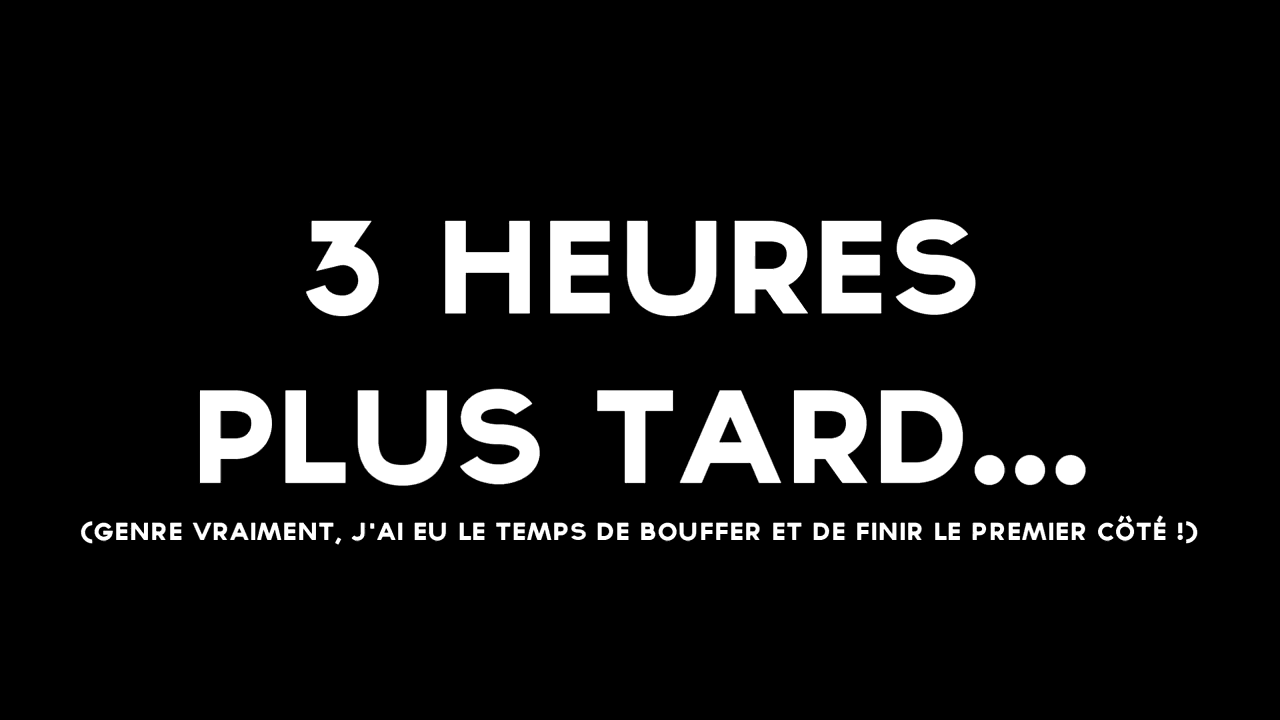 3 HEURES
PLUS TARD...
(GENRE VRAIMENT, J'AI EU LE TEMPS DE BOUFFER ET DE FINIR LE PREMIER CÔTÉ !)